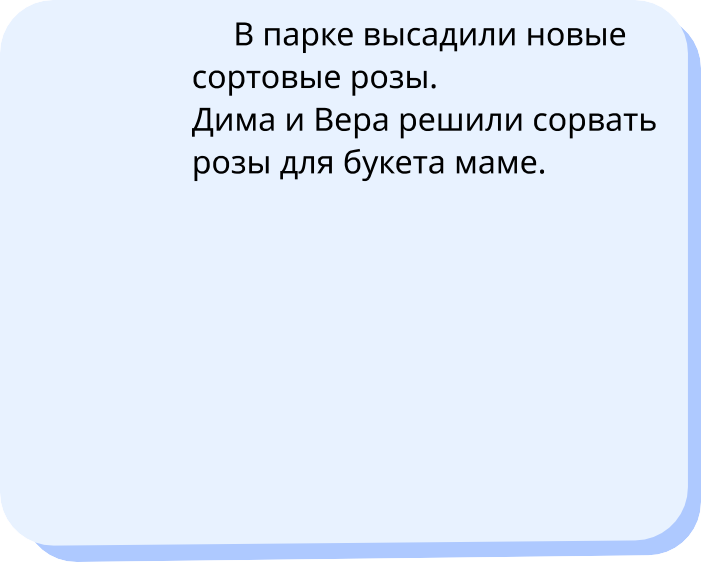 В парке высадили новые
сортовые розы.
Дима и Вера решили сорвать
розы для букета маме.